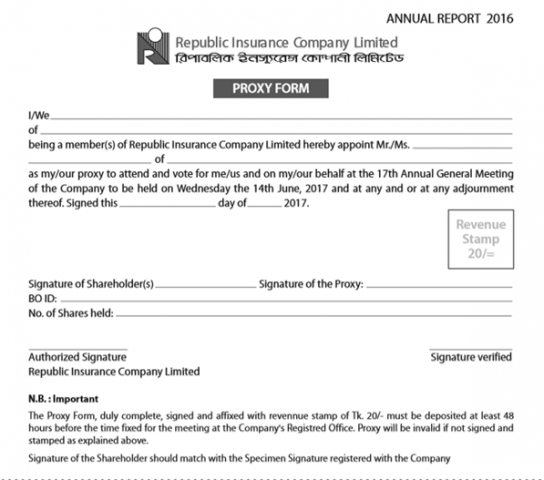 ANNUAL REPORT 2016
Republic Insurance Company Limited
রিপাবলিক ইনস্যুরেন্স কোম্পানী লিমিটেড
PROXY FORM
I/We
of
being a member(s) of Republic Insurance Company Limited hereby appoint Mr./Ms.
of
as my/our proxy to attend and vote for me/us and on my/our behalf at the 17th Annual General Meeting
of the Company to be held on Wednesday the 14th June, 2017 and at any and or at any adjournment
thereof. Signed this day of 2017.
Revenue
Stamp
20/=
Signature of Shareholder(s) Signature of the Proxy:
BO ID:
No. of Shares held:
Authorized Signature Signature verified
Republic Insurance Company Limited
N.B. : Important
The Proxy Form, duly complete, signed and affixed with revennue stamp of Tk. 20/- must be deposited at least 48
hours before the time fixed for the meeting at the Company's Registred Office. Proxy will be invalid if not signed and
stamped as explained above.
Signature of the Shareholder should match with the Specimen Signature registered with the Company